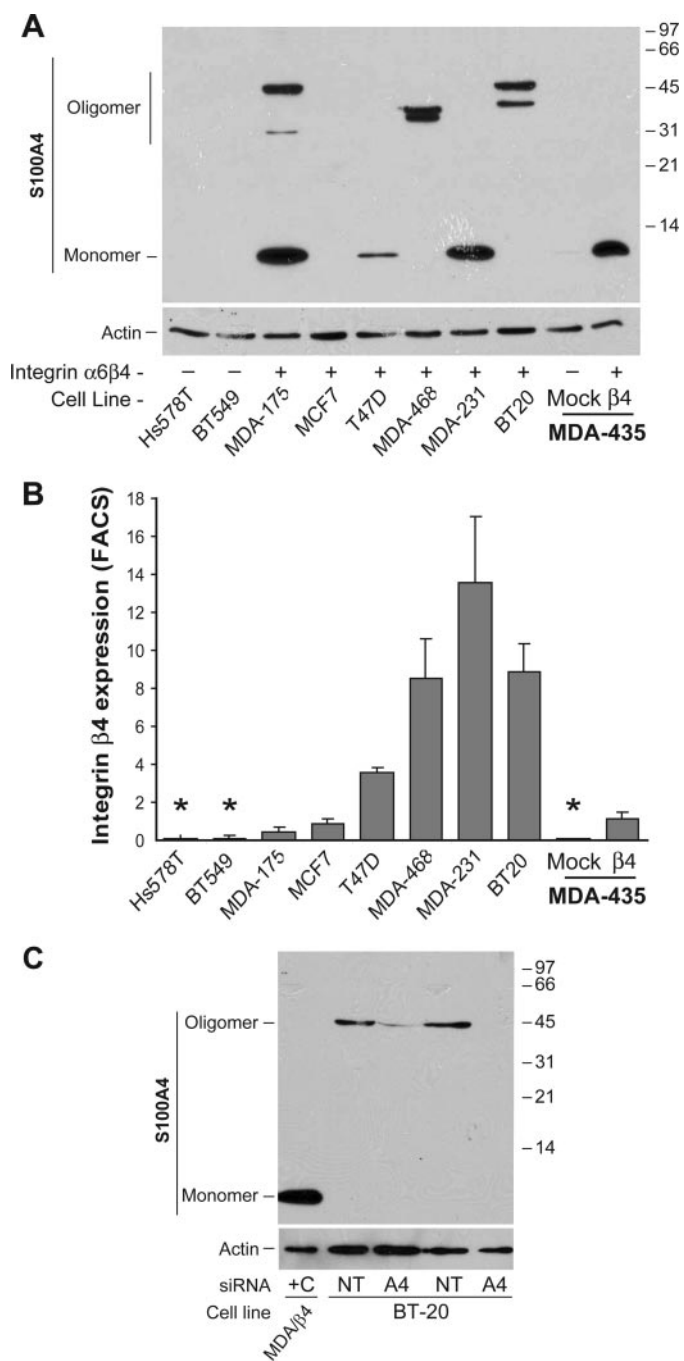 A
S100A4
Oligomer
Monomer –
–97
–66
–45
–31
–21
–14
Actin –
Integrin α6β4 - – – + + + + + + – +
Cell Line - Hs578T BT549 MDA-175 MCF7 T47D MDA-468 MDA-231 BT20 Mock β4
MDA-435
B
Integrin β4 expression (FACS)
18
16
14
12
10
8
6
4
2
0
* * *
Hs578T BT549 MDA-175 MCF7 T47D MDA-468 MDA-231 BT20 Mock β4
MDA-435
C
S100A4
Oligomer –
Monomer –
–97
–66
–45
–31
–21
–14
Actin –
siRNA +C NT A4 NT A4
Cell line MDA/β4 BT-20